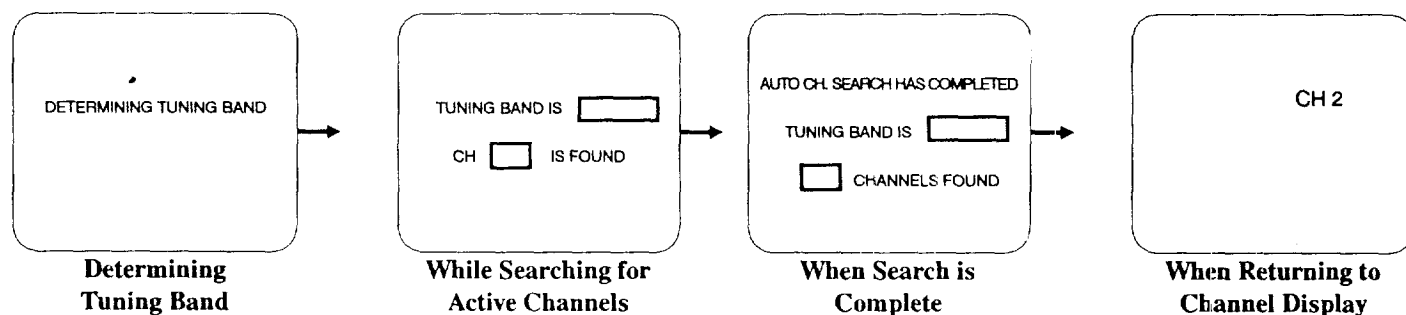 DETERMINING TUNING BAND
Determining
Tuning Band
TUNING BAND IS
CH IS FOUND
While Searching for
Active Channels
AUTO CH. SEARCH HAS COMPLETED
TUNING BAND IS
CHANNELS FOUND
When Search is
Complete
CH 2
When Returning to
Channel Display